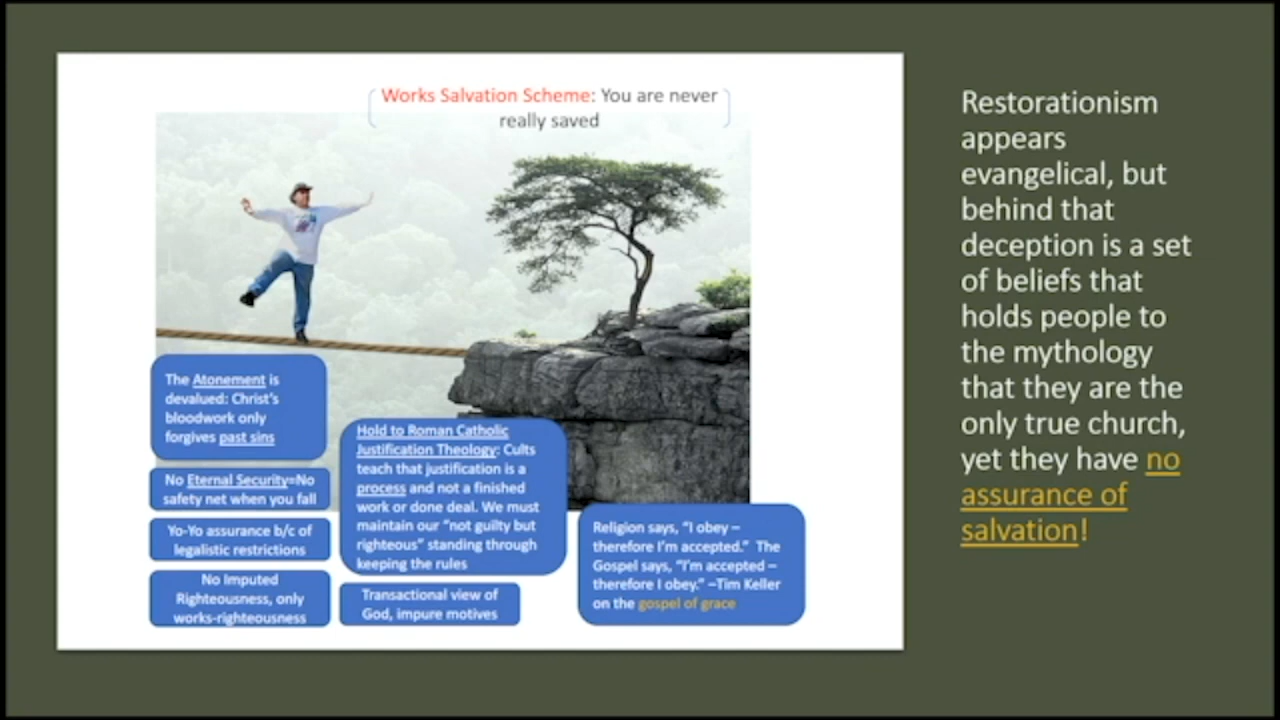 Works Salvation Scheme: You are never
really saved
The Atonement is
devalued: Christ's
bloodwork only
forgives past sins
No Eternal Security=No
safety net when you fall
Yo-Yo assurance b/c of
legalistic restrictions
No Imputed
Righteousness, only
works-righteousness
Hold to Roman Catholic
Justification Theology: Cults
teach that justification is a
process and not a finished
work or done deal. We must
maintain our "not guilty but
righteous" standing through
keeping the rules
Transactional view of
God, impure motives
Religion says, "I obey –
therefore I'm accepted."  The
Gospel says, "I'm accepted –
therefore I obey." –Tim Keller
on the gospel of grace
Restorationism
appears
evangelical, but
behind that
deception is a set
of beliefs that
holds people to
the mythology
that they are the
only true church,
yet they have no
assurance of
salvation!